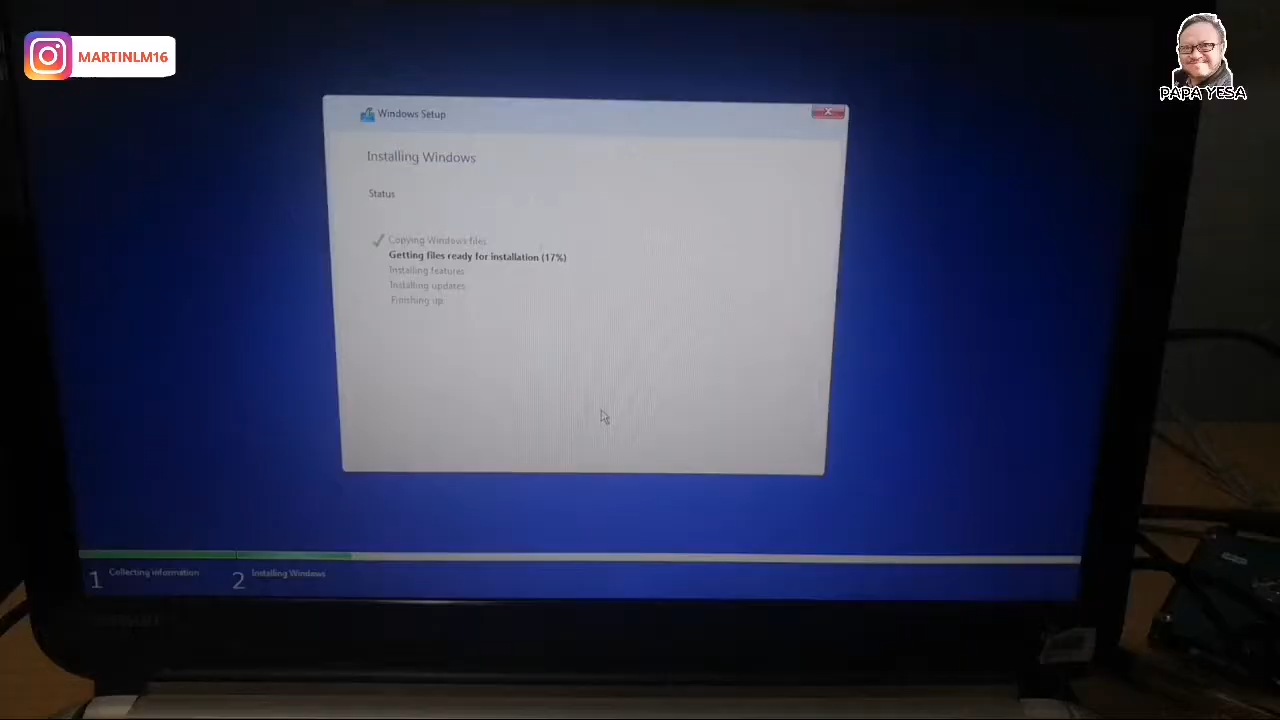 MARTINLM16
PAPA YESA
Windows Setup
Installing Windows
Status
Copying Windows files
Getting files ready for installation (17%)
Installing features
Installing updates
Finishing up
1 Collecting information
2 Installing Windows